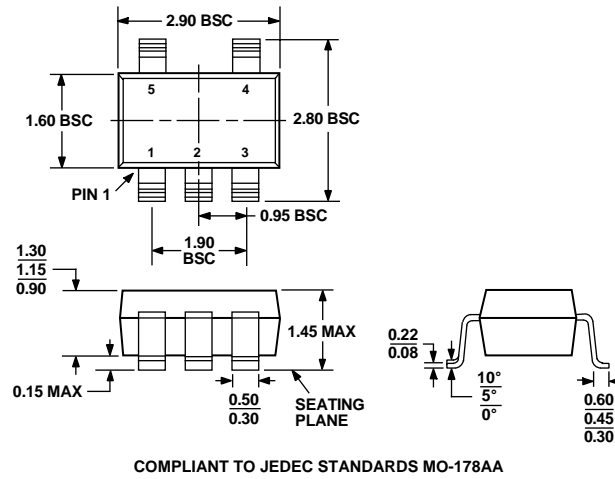 2.90 BSC
5
4
1.60 BSC
2.80 BSC
1
2
3
PIN 1
0.95 BSC
1.90
BSC
1.30
1.15
0.90
1.45 MAX
0.15 MAX
0.50
0.30
SEATING
PLANE
0.22
0.08
10°
5°
0°
0.60
0.45
0.30
COMPLIANT TO JEDEC STANDARDS MO-178AA